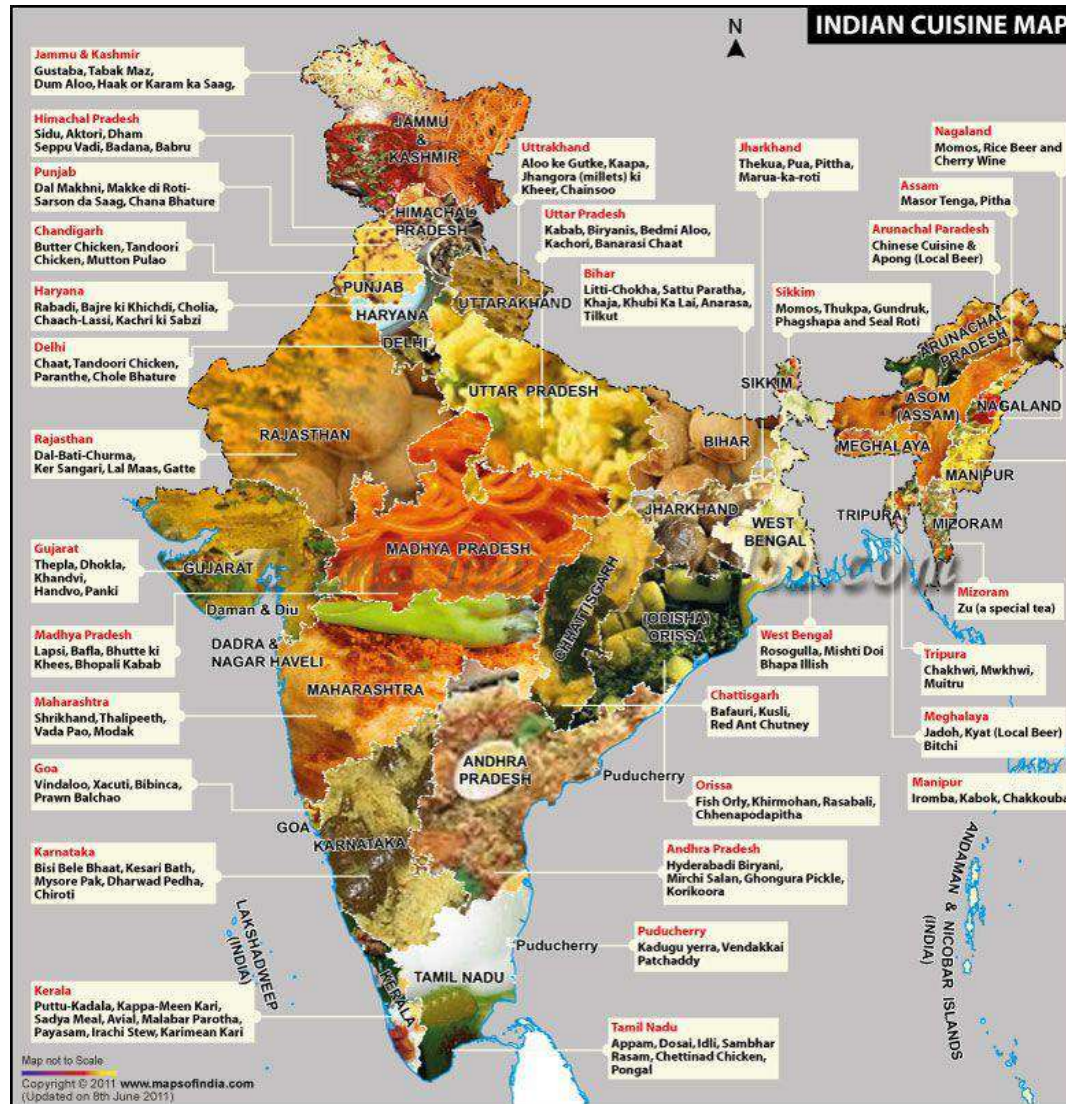 INDIAN CUISINE MAP
N
Jammu & Kashmir
Gustaba, Tabak Maz,
Dum Aloo, Haak or Karam ka Saag,
Himachal Pradesh
Sidu, Aktori, Dham
Seppu Vadi, Badana, Babru
Punjab
Dal Makhni, Makke di Roti-
Sarson da Saag, Chana Bhature
Chandigarh
Butter Chicken, Tandoori
Chicken, Mutton Pulao
Haryana
Rabadi, Bajre ki Khichdi, Cholia,
Chaach-Lassi, Kachri ki Sabzi
Delhi
Chaat, Tandoori Chicken,
Paranthe, Chole Bhature
Rajasthan
Dal-Bati-Churma,
Ker Sangari, Lal Maas, Gatte
Gujarat
Thepla, Dhokla,
Khandvi,
Handvo, Panki
Madhya Pradesh
Lapsi, Bafla, Bhutte ki
Khees, Bhopali Kabab
Maharashtra
Shrikhand, Thalipeeth,
Vada Pao, Modak
Goa
Vindaloo, Xacuti, Bibinca,
Prawn Balchao
Karnataka
Bisi Bele Bhaat, Kesari Bath,
Mysore Pak, Dharwad Pedha,
Chiroti
Kerala
Puttu-Kadala, Kappa-Meen Kari,
Sadya Meal, Avial, Malabar Parotha,
Payasam, Irachi Stew, Karimean Kari
Uttrakhand
Aloo ke Gutke, Kaapa,
Jhangora (millets) ki
Kheer, Chainsoo
Uttar Pradesh
Kabab, Biryanis, Bedmi Aloo,
Kachori, Banarasi Chaat
Bihar
Litti-Chokha, Sattu Paratha,
Khaja, Khubi Ka Lai, Anarasa,
Tilkut
Jharkhand
Thekua, Pua, Pittha,
Marua-ka-roti
Nagaland
Momos, Rice Beer and
Cherry Wine
Assam
Masor Tenga, Pitha
Arunachal Paradesh
Chinese Cuisine &
Apong (Local Beer)
Sikkim
Momos, Thukpa, Gundruk,
Phagshapa and Seal Roti
Mizoram
Zu (a special tea)
West Bengal
Rosogulla, Mishti Doi
Bhapa Illish
Tripura
Chakhwi, Mwkhwi,
Muitru
Chattisgarh
Bafauri, Kusli,
Red Ant Chutney
Meghalaya
Jadoh, Kyat (Local Beer)
Bitchi
Orissa
Fish Orly, Khirmohan, Rasabali,
Chhenapodapitha
Manipur
Iromba, Kabok, Chakkouba
Andhra Pradesh
Hyderabadi Biryani,
Mirchi Salan, Ghongura Pickle,
Korikoora
Puducherry
Kadugu yerra, Vendakkai
Patchaddy
Tamil Nadu
Appam, Dosai, Idli, Sambhar
Rasam, Chettinad Chicken,
Pongal
JAMMU
&
KASHMIR
HIMACHAL
PRADESH
PUNJAB
UTTARAKHAND
HARYANA
DELHI
RAJASTHAN
UTTAR PRADESH
BIHAR
SIKKIM
ARUNACHAL
PRADESH
ASOM
(ASSAM)
NAGALAND
MEGHALAYA
MANIPUR
TRIPURA
MIZORAM
JHARKHAND
WEST
BENGAL
MADHYA PRADESH
GUJARAT
Daman & Diu
DADRA &
NAGAR HAVELI
CHHATTISGARH
(ODISHA)
ORISSA
MAHARASHTRA
ANDHRA
PRADESH
Puducherry
GOA
KARNATAKA
Puducherry
TAMIL NADU
KERALA
LAKSHADWEEP
(INDIA)
ANDAMAN & NICOBAR ISLANDS
(INDIA)
Map not to Scale
Copyright © 2011 www.mapsofindia.com
(Updated on 8th June 2011)